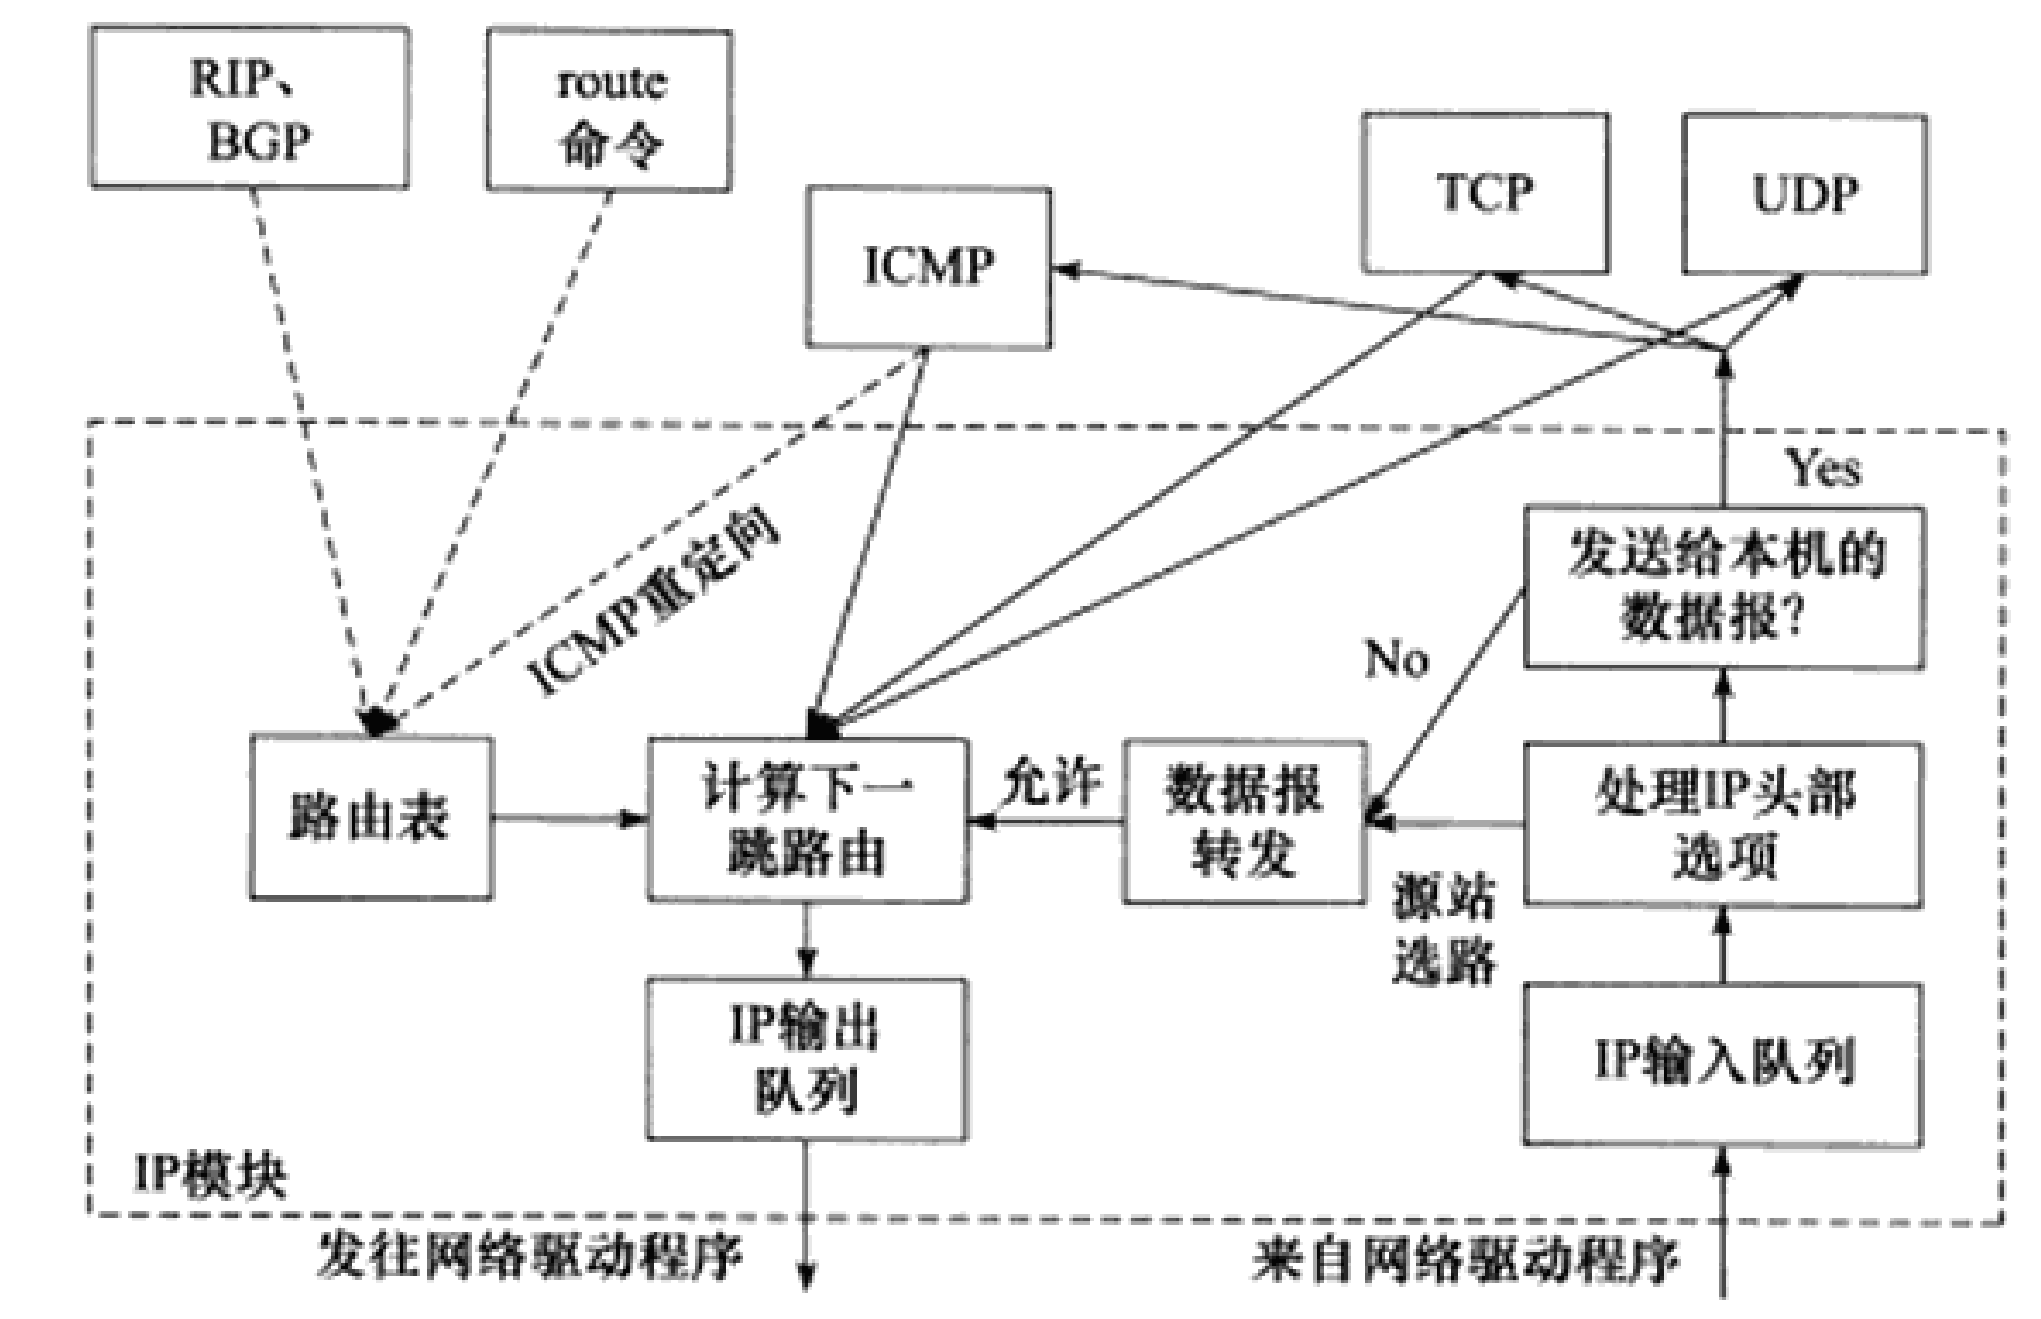 RIP、
BGP
route
命令
ICMP
TCP
UDP
Yes
发送给本机的
数据报？
No
ICMP重定向
路由表
计算下一
跳路由
允许
数据报
转发
处理IP头部
选项
源站
选路
IP输出
队列
IP输入队列
IP模块
发往网络驱动程序
来自网络驱动程序